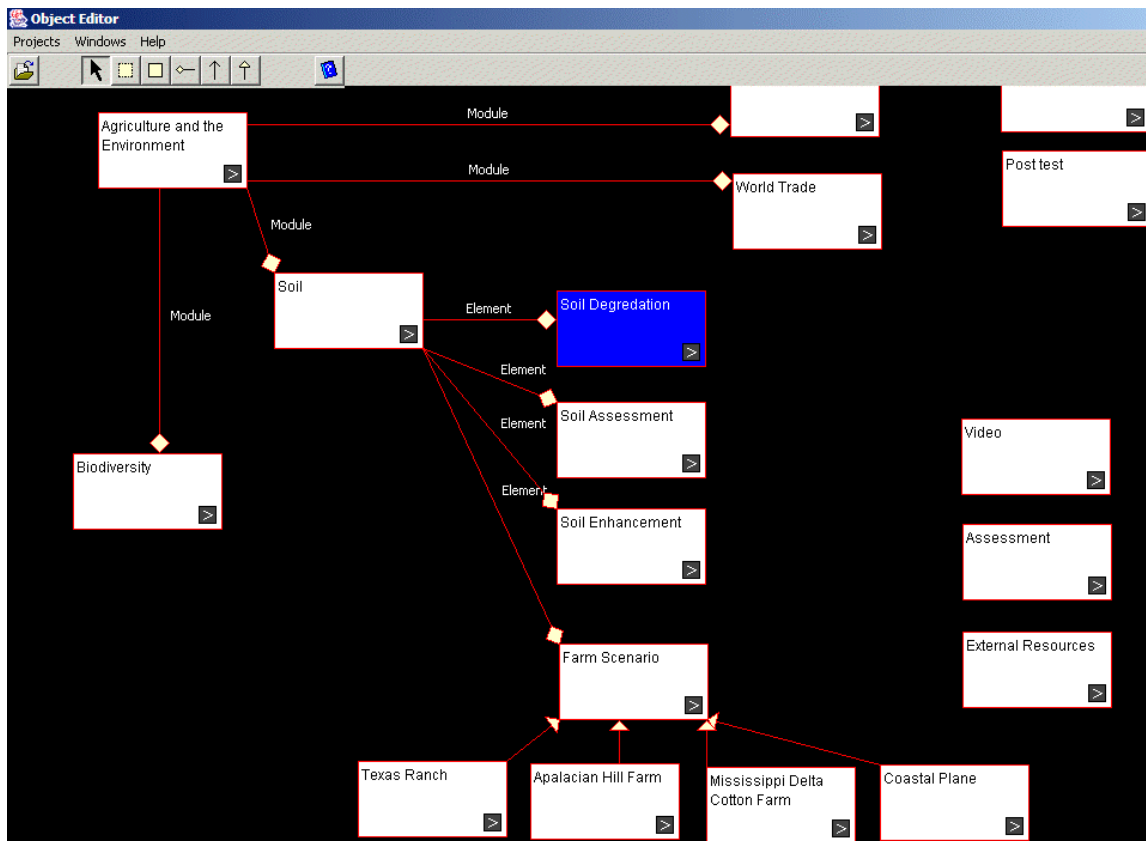 Object Editor
Projects Windows Help
Agriculture and the
Environment
>
Module
>
>
Module
World Trade
>
Post test
>
Module
Soil
>
Module
Element
Soil Degredation
>
Element
Soil Assessment
>
Element
Element
Soil Enhancement
>
Biodiversity
>
Video
>
Assessment
>
External Resources
>
Farm Scenario
>
Texas Ranch
>
Apalacian Hill Farm
>
Mississippi Delta
Cotton Farm
>
Coastal Plane
>